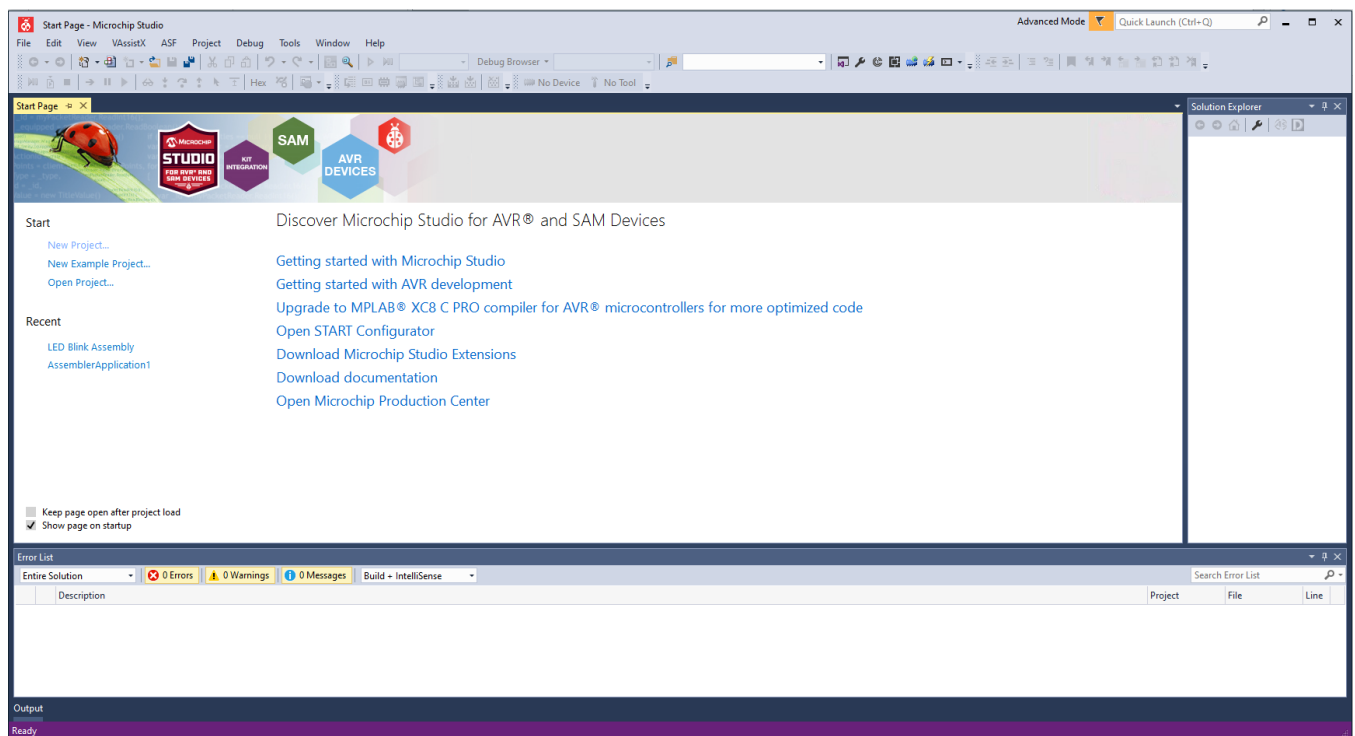 Start Page - Microchip Studio
Advanced Mode
Quick Launch (Ctrl+Q)
File Edit View VAssistX ASF Project Debug Tools Window Help
Debug Browser
Hex
No Device
No Tool
Start Page
Solution Explorer
MICROCHIP
STUDIO
FOR AVR® AND
SAM DEVICES
KIT
INTEGRATION
SAM
AVR
DEVICES
Start
New Project...
New Example Project...
Open Project...
Recent
LED Blink Assembly
AssemblerApplication1
Discover Microchip Studio for AVR® and SAM Devices
Getting started with Microchip Studio
Getting started with AVR development
Upgrade to MPLAB® XC8 C PRO compiler for AVR® microcontrollers for more optimized code
Open START Configurator
Download Microchip Studio Extensions
Download documentation
Open Microchip Production Center
Keep page open after project load
Show page on startup
Error List
Entire Solution
0 Errors
0 Warnings
0 Messages
Build + IntelliSense
Search Error List
Description Project File Line
Output
Ready